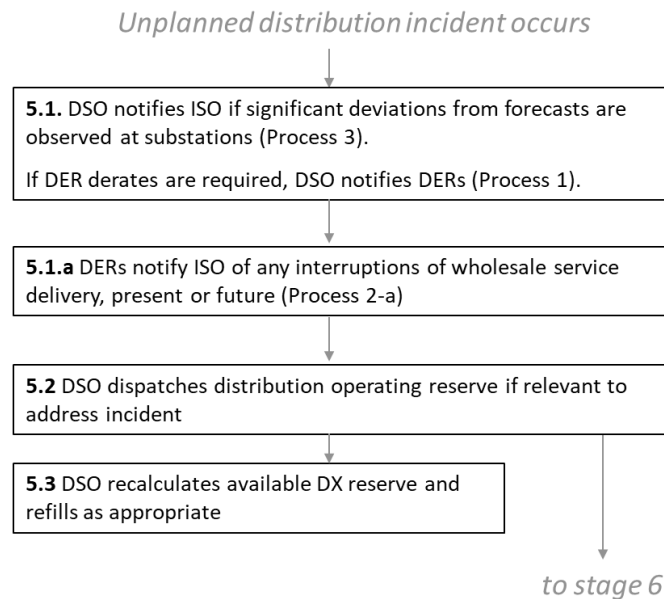 Unplanned distribution incident occurs
5.1. DSO notifies ISO if significant deviations from forecasts are
observed at substations (Process 3).
If DER derates are required, DSO notifies DERs (Process 1).
5.1.a DERs notify ISO of any interruptions of wholesale service
delivery, present or future (Process 2-a)
5.2 DSO dispatches distribution operating reserve if relevant to
address incident
5.3 DSO recalculates available DX reserve and
refills as appropriate
to stage 6